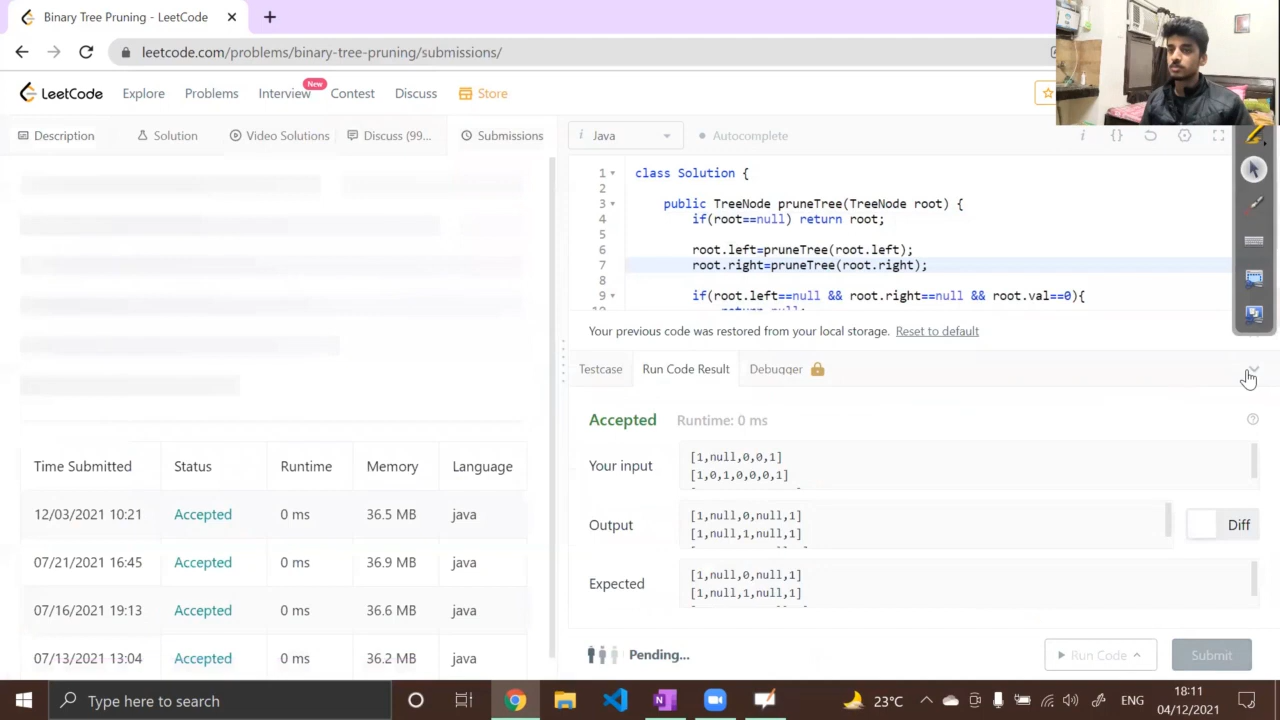 Binary Tree Pruning - LeetCode
leetcode.com/problems/binary-tree-pruning/submissions/
LeetCode
Explore
Problems
Interview
New
Contest
Discuss
Store
Description
Solution
Video Solutions
Discuss (99...
Submissions
i Java
Autocomplete
1 class Solution {
2
3 public TreeNode pruneTree(TreeNode root) {
4 if(root==null) return root;
5
6 root.left=pruneTree(root.left);
7 root.right=pruneTree(root.right);
8
9 if(root.left==null && root.right==null && root.val==0){
10 return null;
Your previous code was restored from your local storage. Reset to default
Testcase
Run Code Result
Debugger
Accepted Runtime: 0 ms
Your input
[1,null,0,0,1]
[1,0,1,0,0,0,1]
Output
[1,null,0,null,1]
[1,null,1,null,1]
Diff
Expected
[1,null,0,null,1]
[1,null,1,null,1]
Time Submitted Status Runtime Memory Language
12/03/2021 10:21 Accepted 0 ms 36.5 MB java
07/21/2021 16:45 Accepted 0 ms 36.9 MB java
07/16/2021 19:13 Accepted 0 ms 36.6 MB java
07/13/2021 13:04 Accepted 0 ms 36.2 MB java
Pending...
Run Code
Submit
Type here to search
23°C
ENG
18:11
04/12/2021